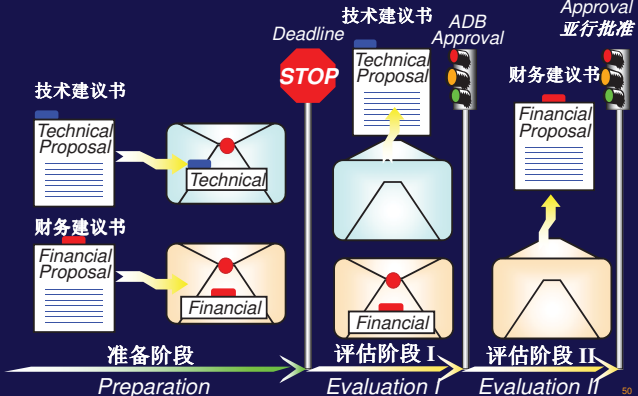 技术建议书
Technical
Proposal
Technical
财务建议书
Financial
Proposal
Financial
准备阶段
Preparation
Deadline
STOP
技术建议书
Technical
Proposal
Financial
评估阶段 I
Evaluation I
ADB
Approval
财务建议书
Financial
Proposal
评估阶段 II
Evaluation II
Approval
亚行批准
50